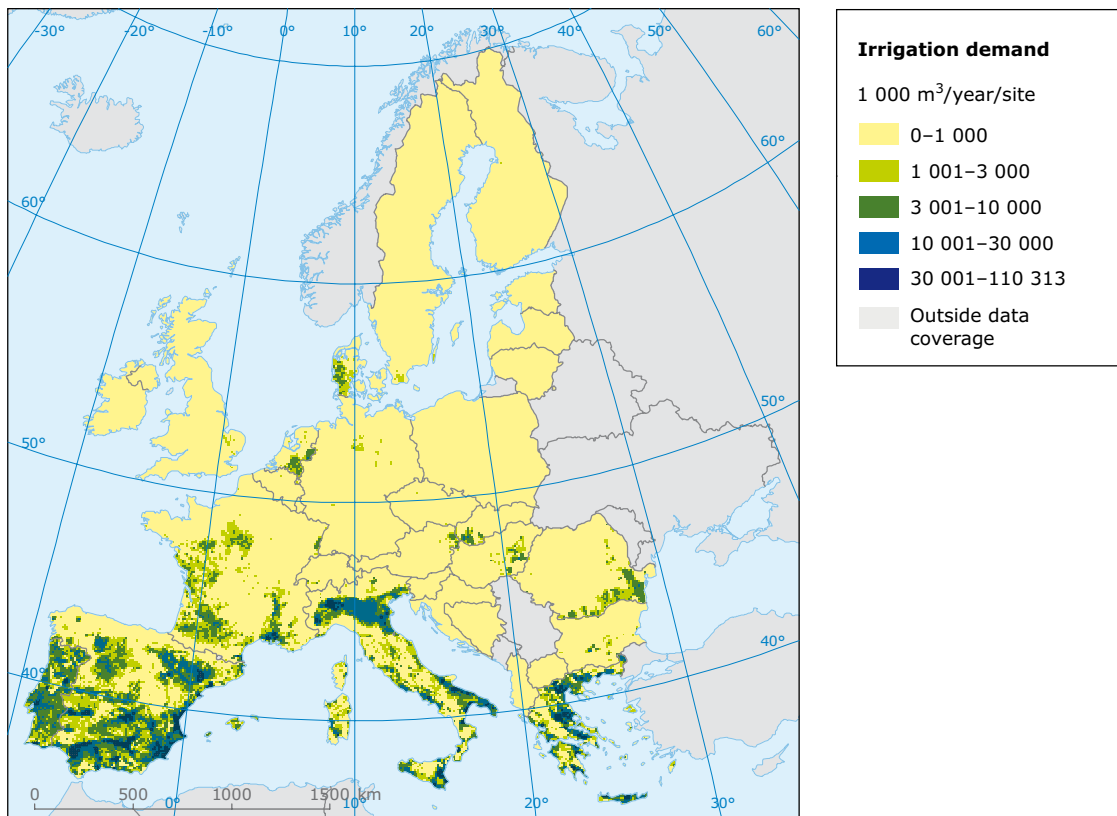 -30° -20° -10° 0° 10° 20° 30° 40° 50° 60°
60°
60°
50°
50°
40°
40°
0 500 1000 1500 km
0° 10° 20° 30°
Irrigation demand
1 000 m³/year/site
0–1 000
1 001–3 000
3 001–10 000
10 001–30 000
30 001–110 313
Outside data
coverage